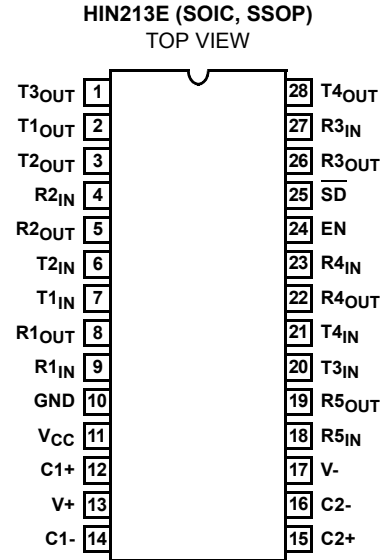 HIN213E (SOIC, SSOP)
TOP VIEW
T3OUT 1
T1OUT 2
T2OUT 3
R2IN 4
R2OUT 5
T2IN 6
T1IN 7
R1OUT 8
R1IN 9
GND 10
VCC 11
C1+ 12
V+ 13
C1- 14
28 T4OUT
27 R3IN
26 R3OUT
25 S̅D̅
24 EN
23 R4IN
22 R4OUT
21 T4IN
20 T3IN
19 R5OUT
18 R5IN
17 V-
16 C2-
15 C2+